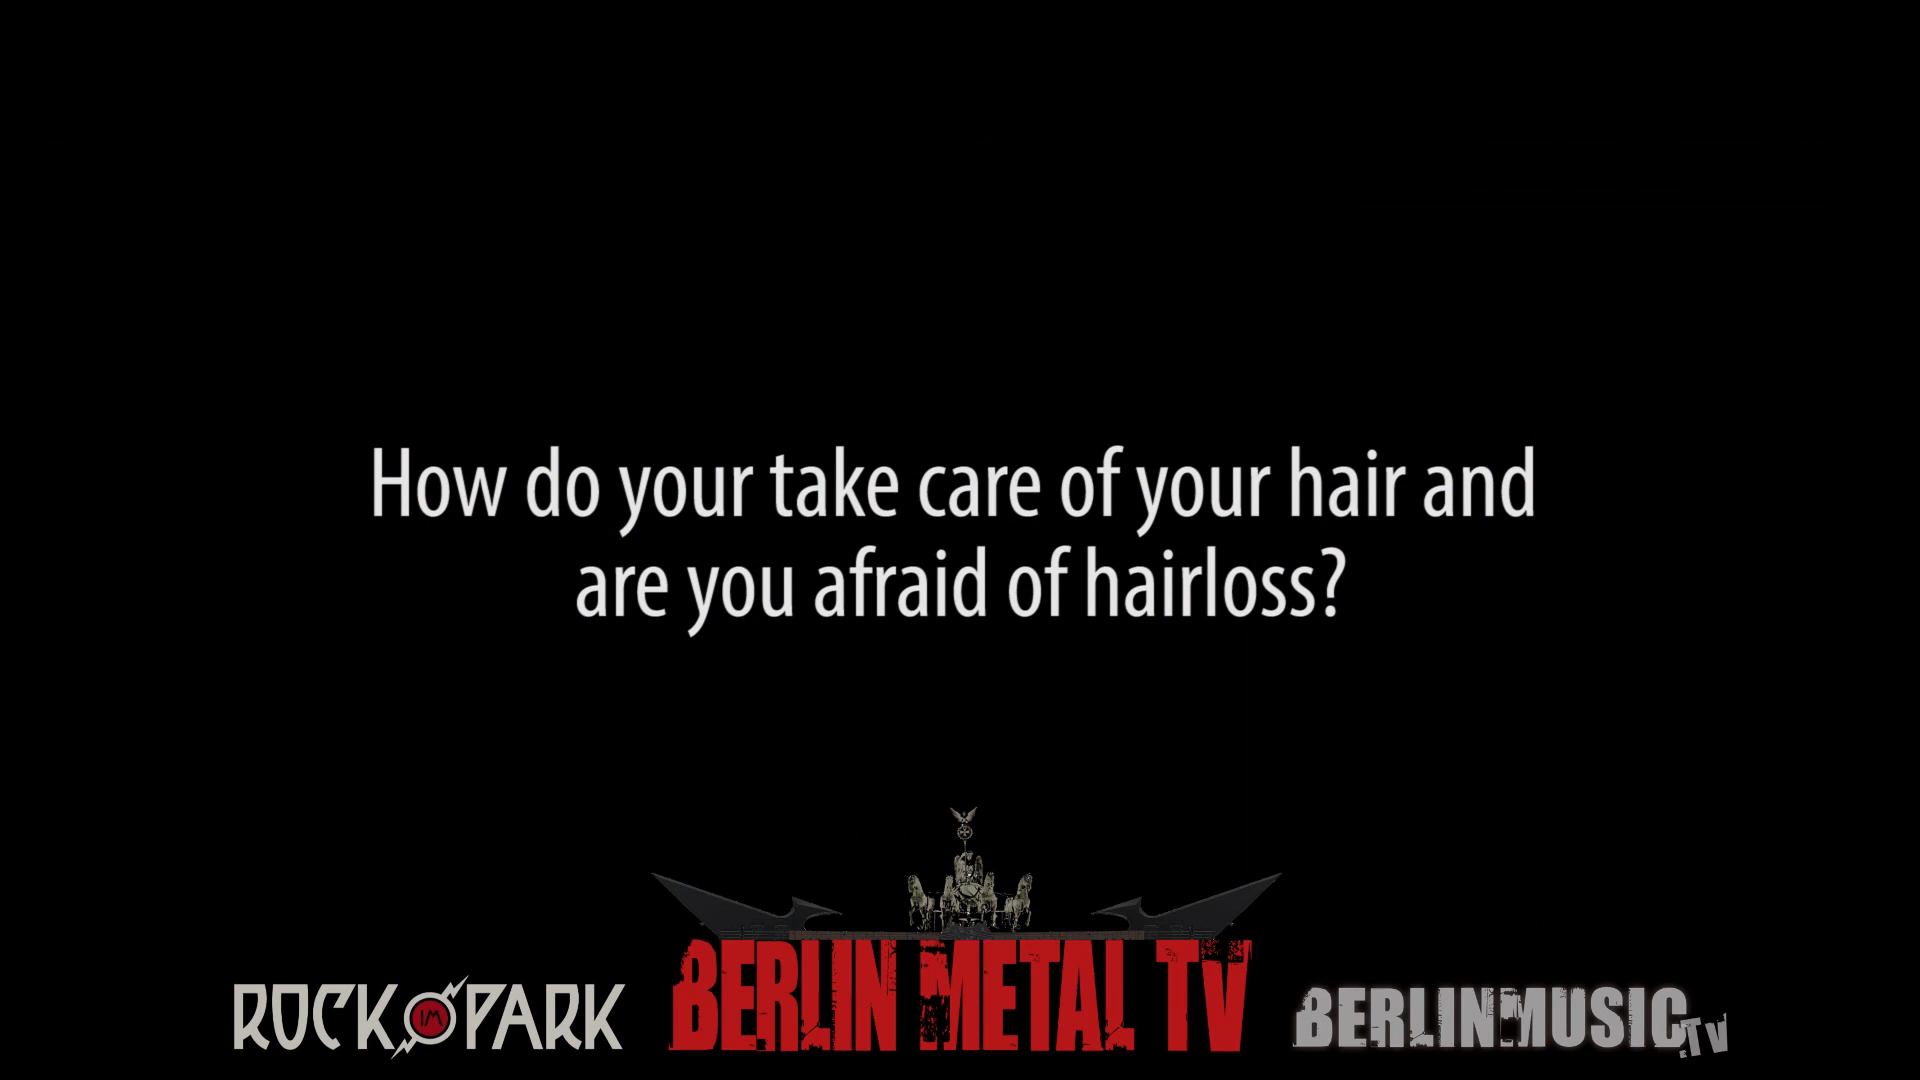 How do your take care of your hair and
are you afraid of hairloss?
ROCK IM PARK
BERLIN METAL TV
BERLINMUSIC.TV